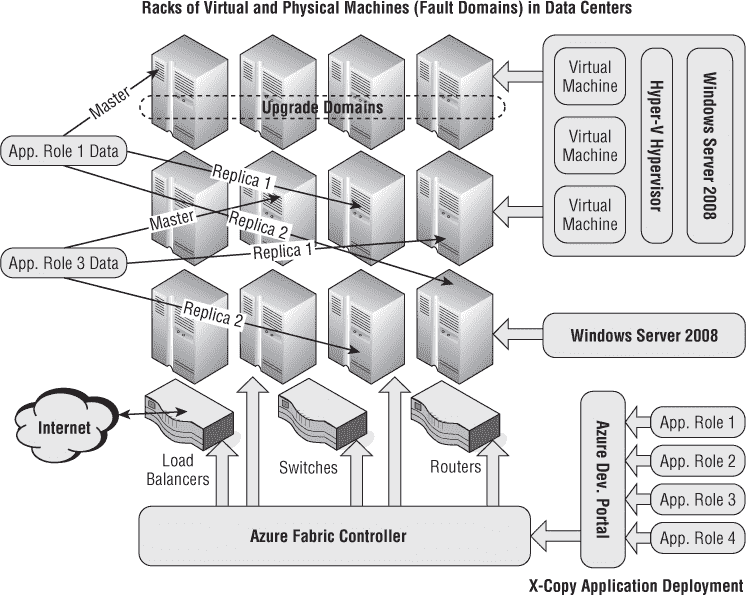 Racks of Virtual and Physical Machines (Fault Domains) in Data Centers
Master
Upgrade Domains
Virtual
Machine
Virtual
Machine
Virtual
Machine
Hyper-V Hypervisor
Windows Server 2008
App. Role 1 Data
Replica 1
Master
Replica 2
App. Role 3 Data
Replica 1
Replica 2
Windows Server 2008
Internet
Load
Balancers
Switches
Routers
Azure Dev. Portal
App. Role 1
App. Role 2
App. Role 3
App. Role 4
Azure Fabric Controller
X-Copy Application Deployment